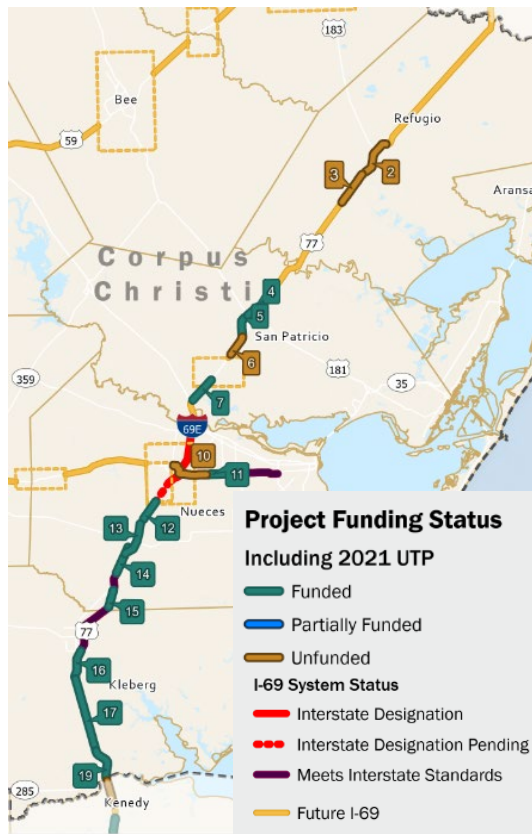 183
Bee
Refugio
59
3
2
Aransa
77
Corpus
Christi
4
5
San Patricio
6
181
359
35
7
69E
10
11
Nueces
13
12
14
15
77
16
Kleberg
17
19
285
Kenedy
Project Funding Status
Including 2021 UTP
Funded
Partially Funded
Unfunded
I-69 System Status
Interstate Designation
Interstate Designation Pending
Meets Interstate Standards
Future I-69